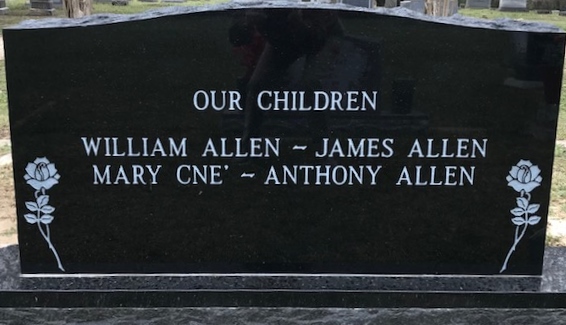 OUR CHILDREN
WILLIAM ALLEN ~ JAMES ALLEN
MARY CNE' ~ ANTHONY ALLEN